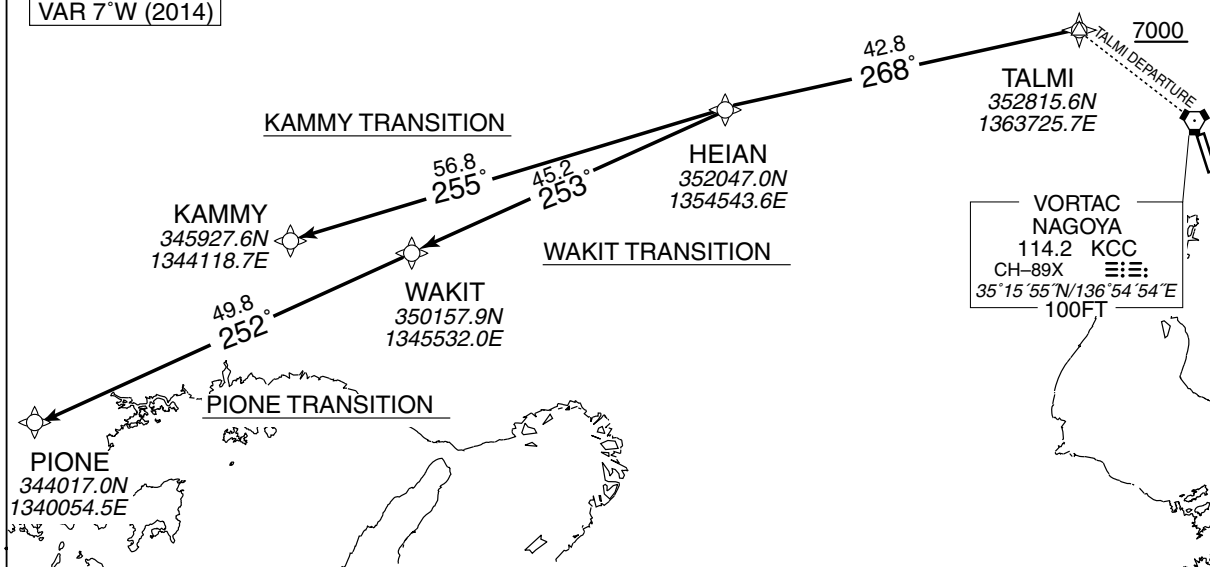 VAR 7˚W (2014)
7000
TALMI DEPARTURE
42.8
268˚
TALMI
352815.6N
1363725.7E
KAMMY TRANSITION
HEIAN
352047.0N
1354543.6E
56.8
255˚
45.2
253˚
KAMMY
345927.6N
1344118.7E
WAKIT TRANSITION
VORTAC
NAGOYA
114.2 KCC
CH–89X
35˚15´55˝N/136˚54´54˝E
100FT
WAKIT
350157.9N
1345532.0E
49.8
252˚
PIONE TRANSITION
PIONE
344017.0N
1340054.5E